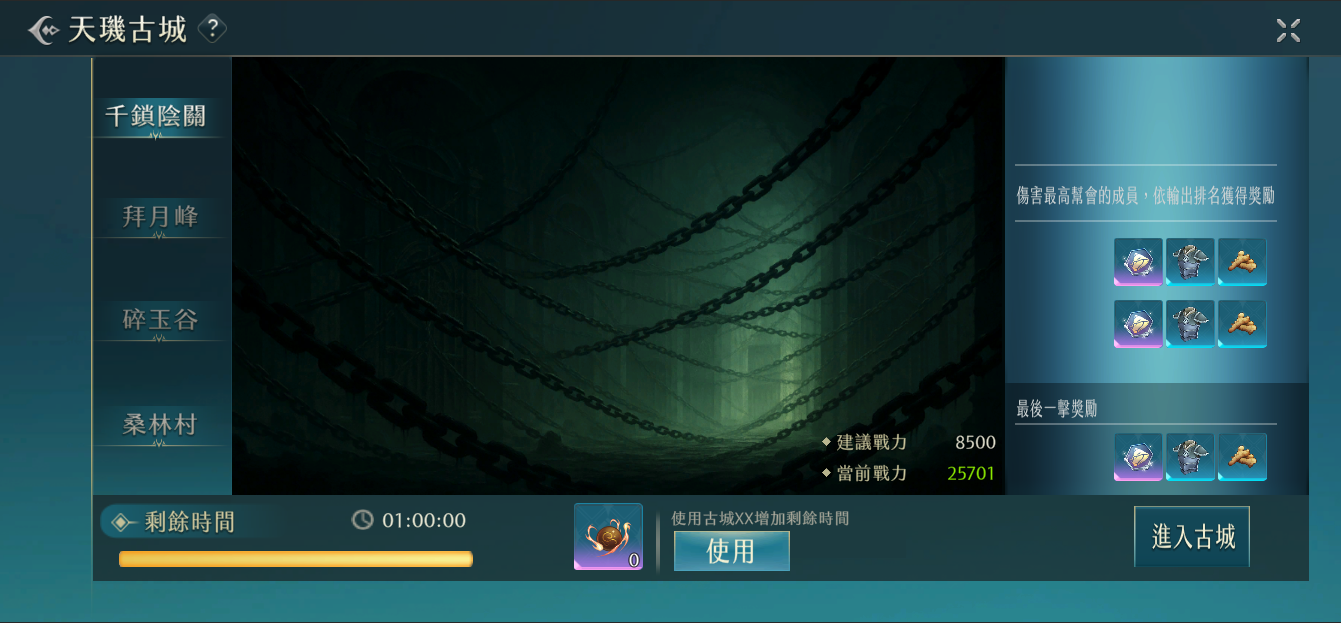 天璣古城 ?
千鎖陰關
拜月峰
碎玉谷
桑林村
建議戰力 8500
當前戰力 25701
傷害最高幫會的成員，依輸出排名獲得獎勵
最後一擊獎勵
剩餘時間 01:00:00
0
使用古城XX增加剩餘時間
使用
進入古城